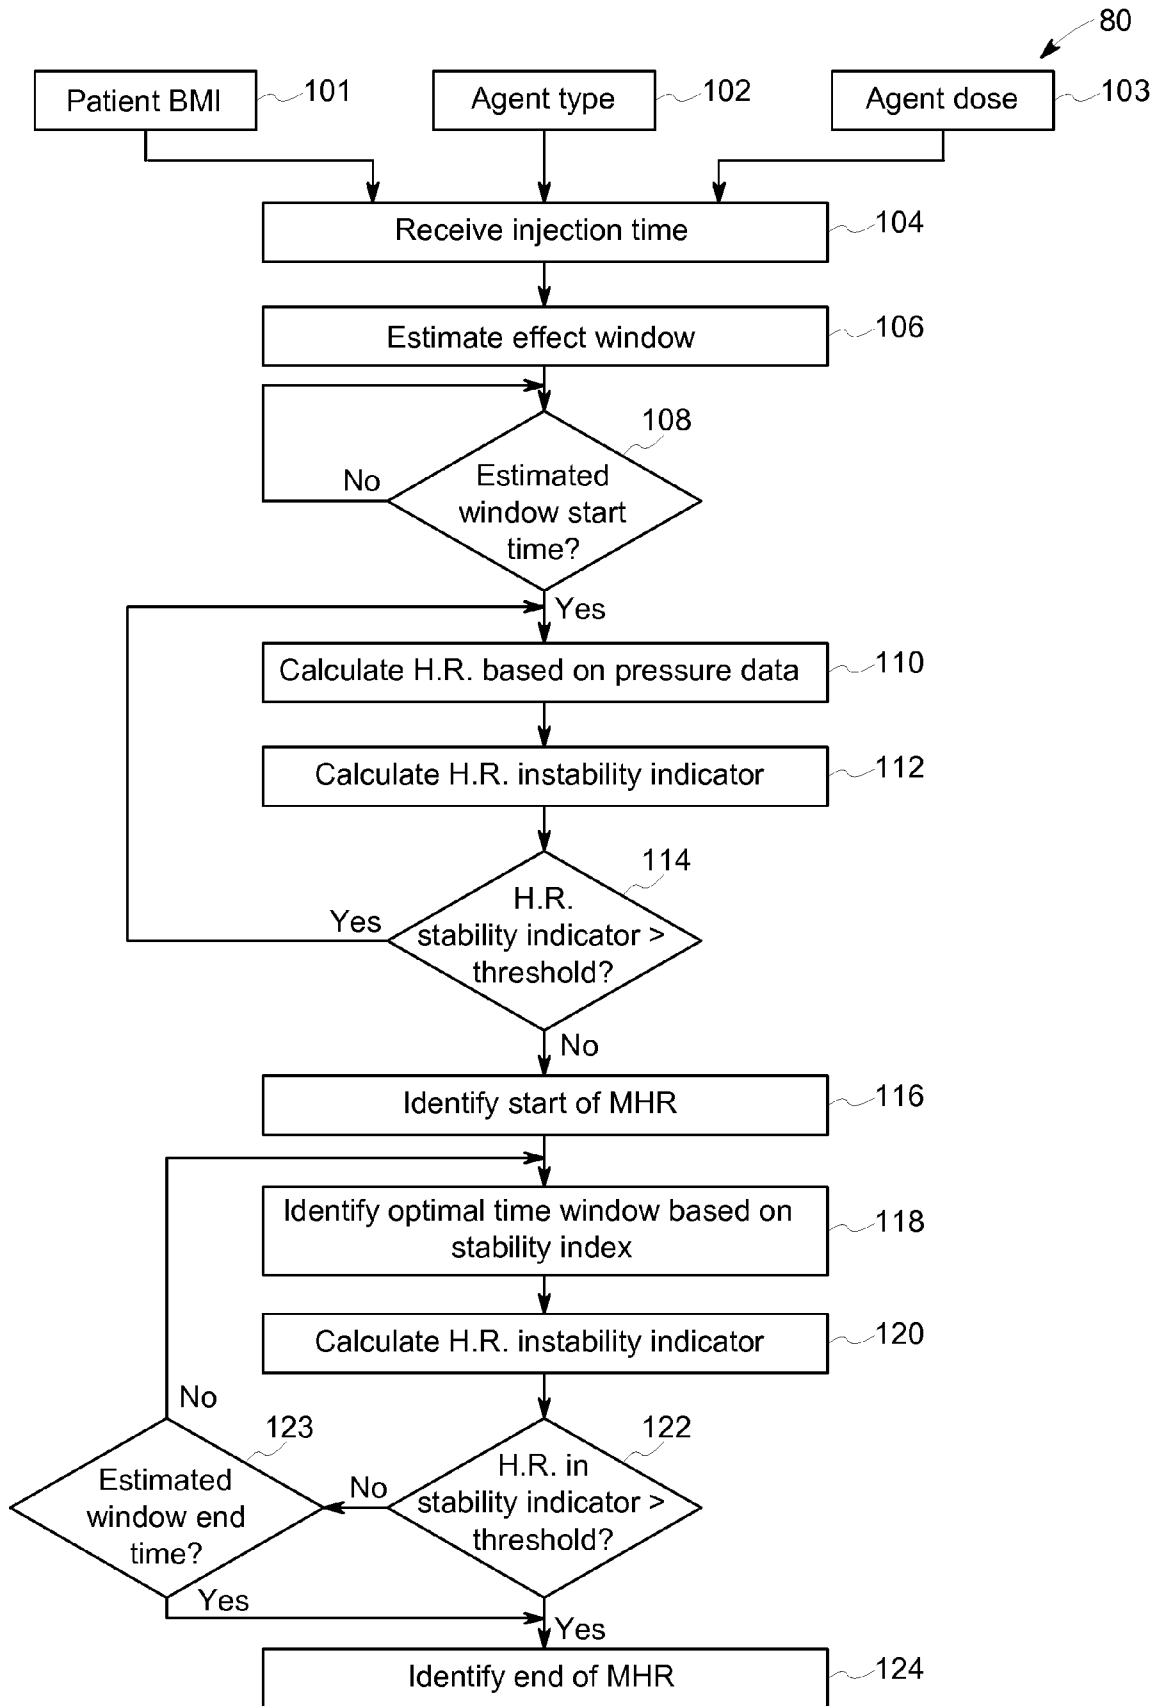 80
Patient BMI
101
Agent type
102
Agent dose
103
Receive injection time
104
Estimate effect window
106
108
Estimated
window start
time?
No
Yes
Calculate H.R. based on pressure data
110
Calculate H.R. instability indicator
112
114
H.R.
stability indicator >
threshold?
Yes
No
Identify start of MHR
116
Identify optimal time window based on
stability index
118
Calculate H.R. instability indicator
120
No
123
Estimated
window end
time?
No
122
H.R. in
stability indicator >
threshold?
Yes
Yes
Identify end of MHR
124